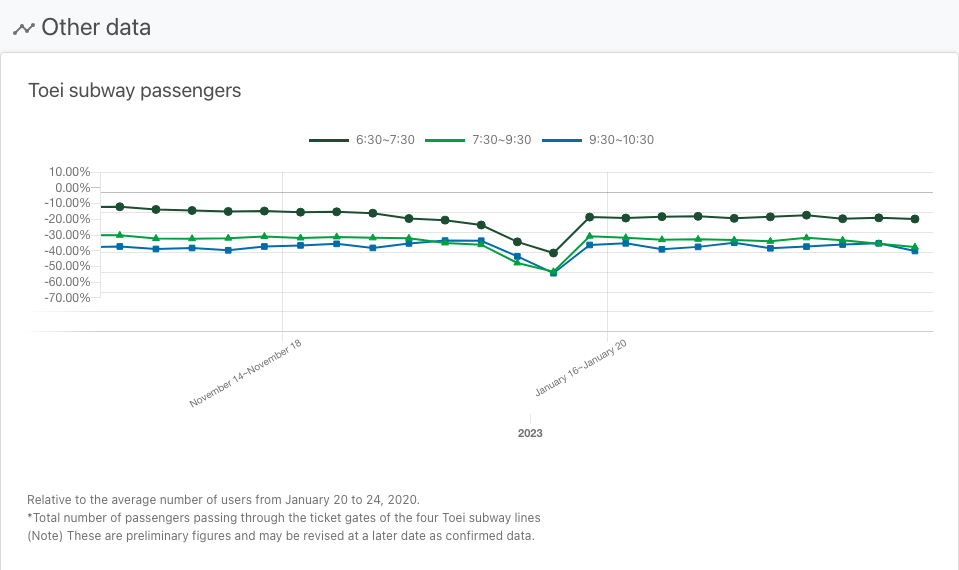 Other data
Toei subway passengers
6:30~7:30 7:30~9:30 9:30~10:30
10.00%
0.00%
-10.00%
-20.00%
-30.00%
-40.00%
-50.00%
-60.00%
-70.00%
November 14~November 18
January 16~January 20
2023
Relative to the average number of users from January 20 to 24, 2020.
*Total number of passengers passing through the ticket gates of the four Toei subway lines
(Note) These are preliminary figures and may be revised at a later date as confirmed data.